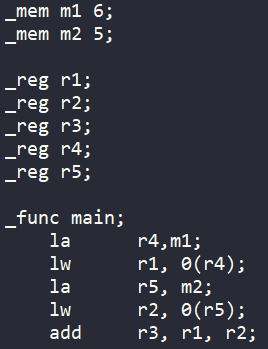 _mem m1 6;
_mem m2 5;
_reg r1;
_reg r2;
_reg r3;
_reg r4;
_reg r5;
_func main;
la r4,m1;
lw r1, 0(r4);
la r5, m2;
lw r2, 0(r5);
add r3, r1, r2;